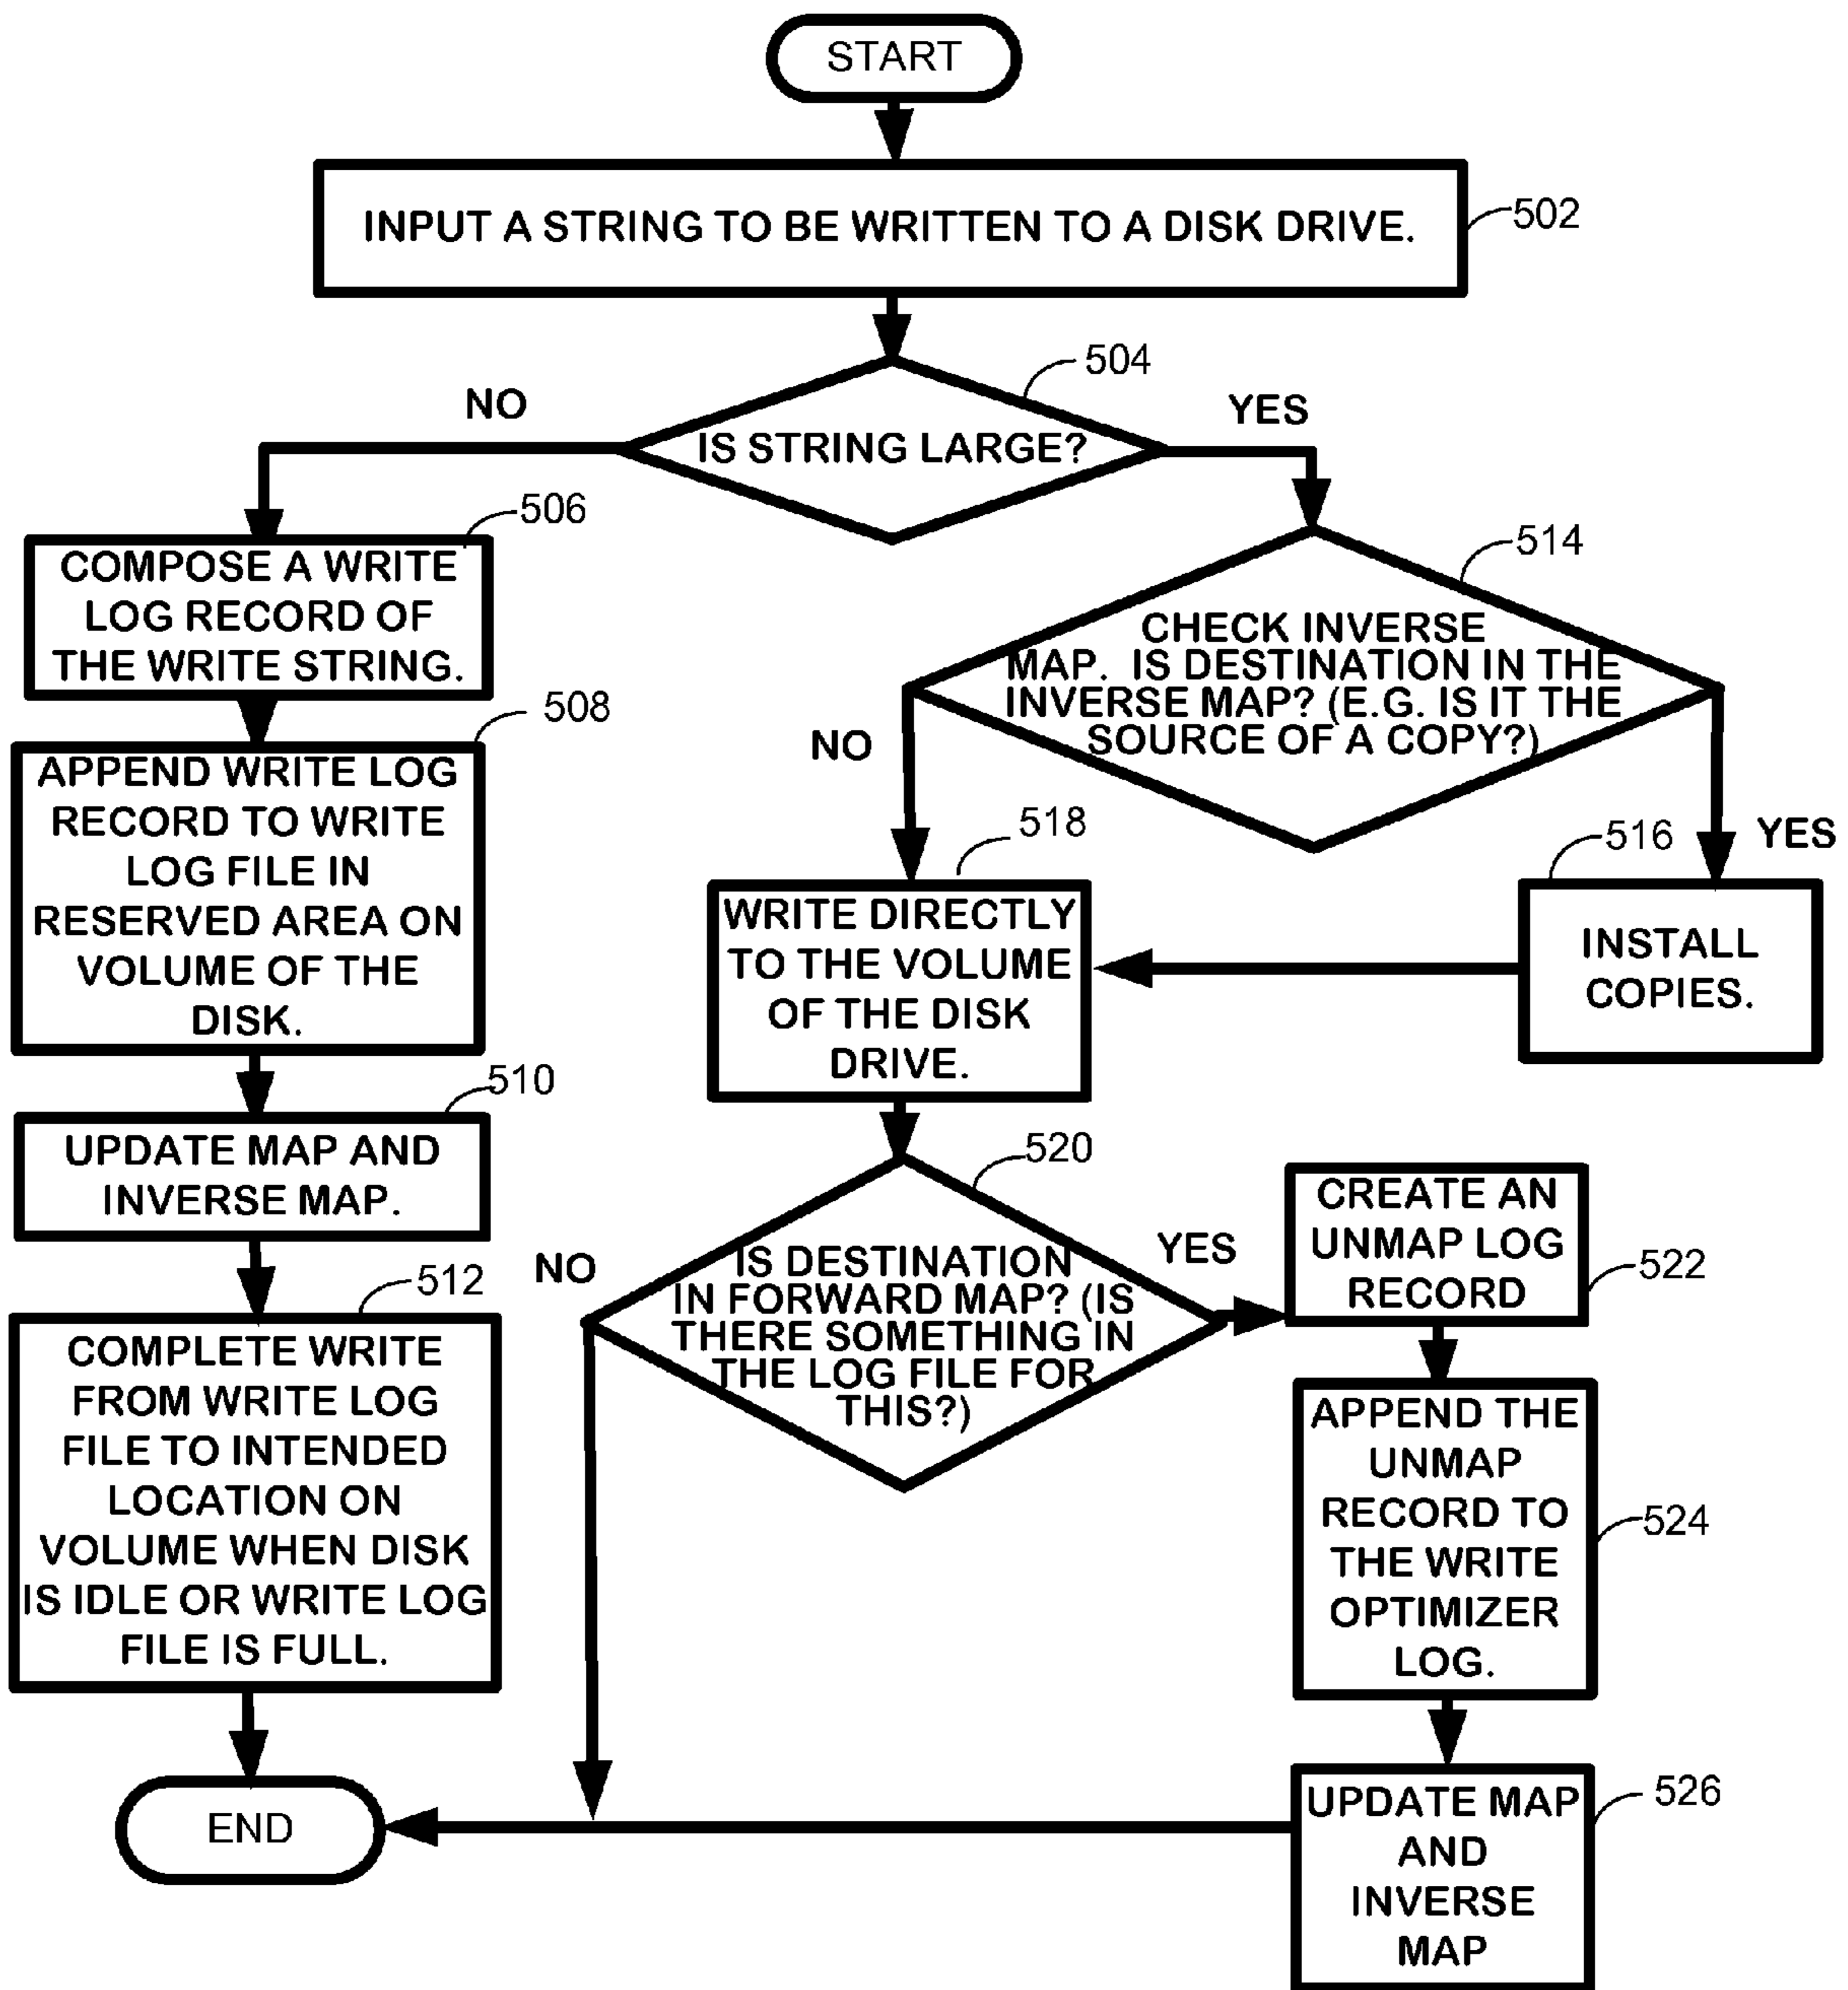 START
INPUT A STRING TO BE WRITTEN TO A DISK DRIVE.
502
504
NO
YES
IS STRING LARGE?
506
COMPOSE A WRITE
LOG RECORD OF
THE WRITE STRING.
514
CHECK INVERSE
MAP. IS DESTINATION IN THE
INVERSE MAP? (E.G. IS IT THE
SOURCE OF A COPY?)
NO
YES
508
APPEND WRITE LOG
RECORD TO WRITE
LOG FILE IN
RESERVED AREA ON
VOLUME OF THE
DISK.
518
WRITE DIRECTLY
TO THE VOLUME
OF THE DISK
DRIVE.
516
INSTALL
COPIES.
510
UPDATE MAP AND
INVERSE MAP.
520
NO
YES
IS DESTINATION
IN FORWARD MAP? (IS
THERE SOMETHING IN
THE LOG FILE FOR
THIS?)
CREATE AN
UNMAP LOG
RECORD
522
512
COMPLETE WRITE
FROM WRITE LOG
FILE TO INTENDED
LOCATION ON
VOLUME WHEN DISK
IS IDLE OR WRITE LOG
FILE IS FULL.
APPEND THE
UNMAP
RECORD TO
THE WRITE
OPTIMIZER
LOG.
524
END
UPDATE MAP
AND
INVERSE
MAP
526